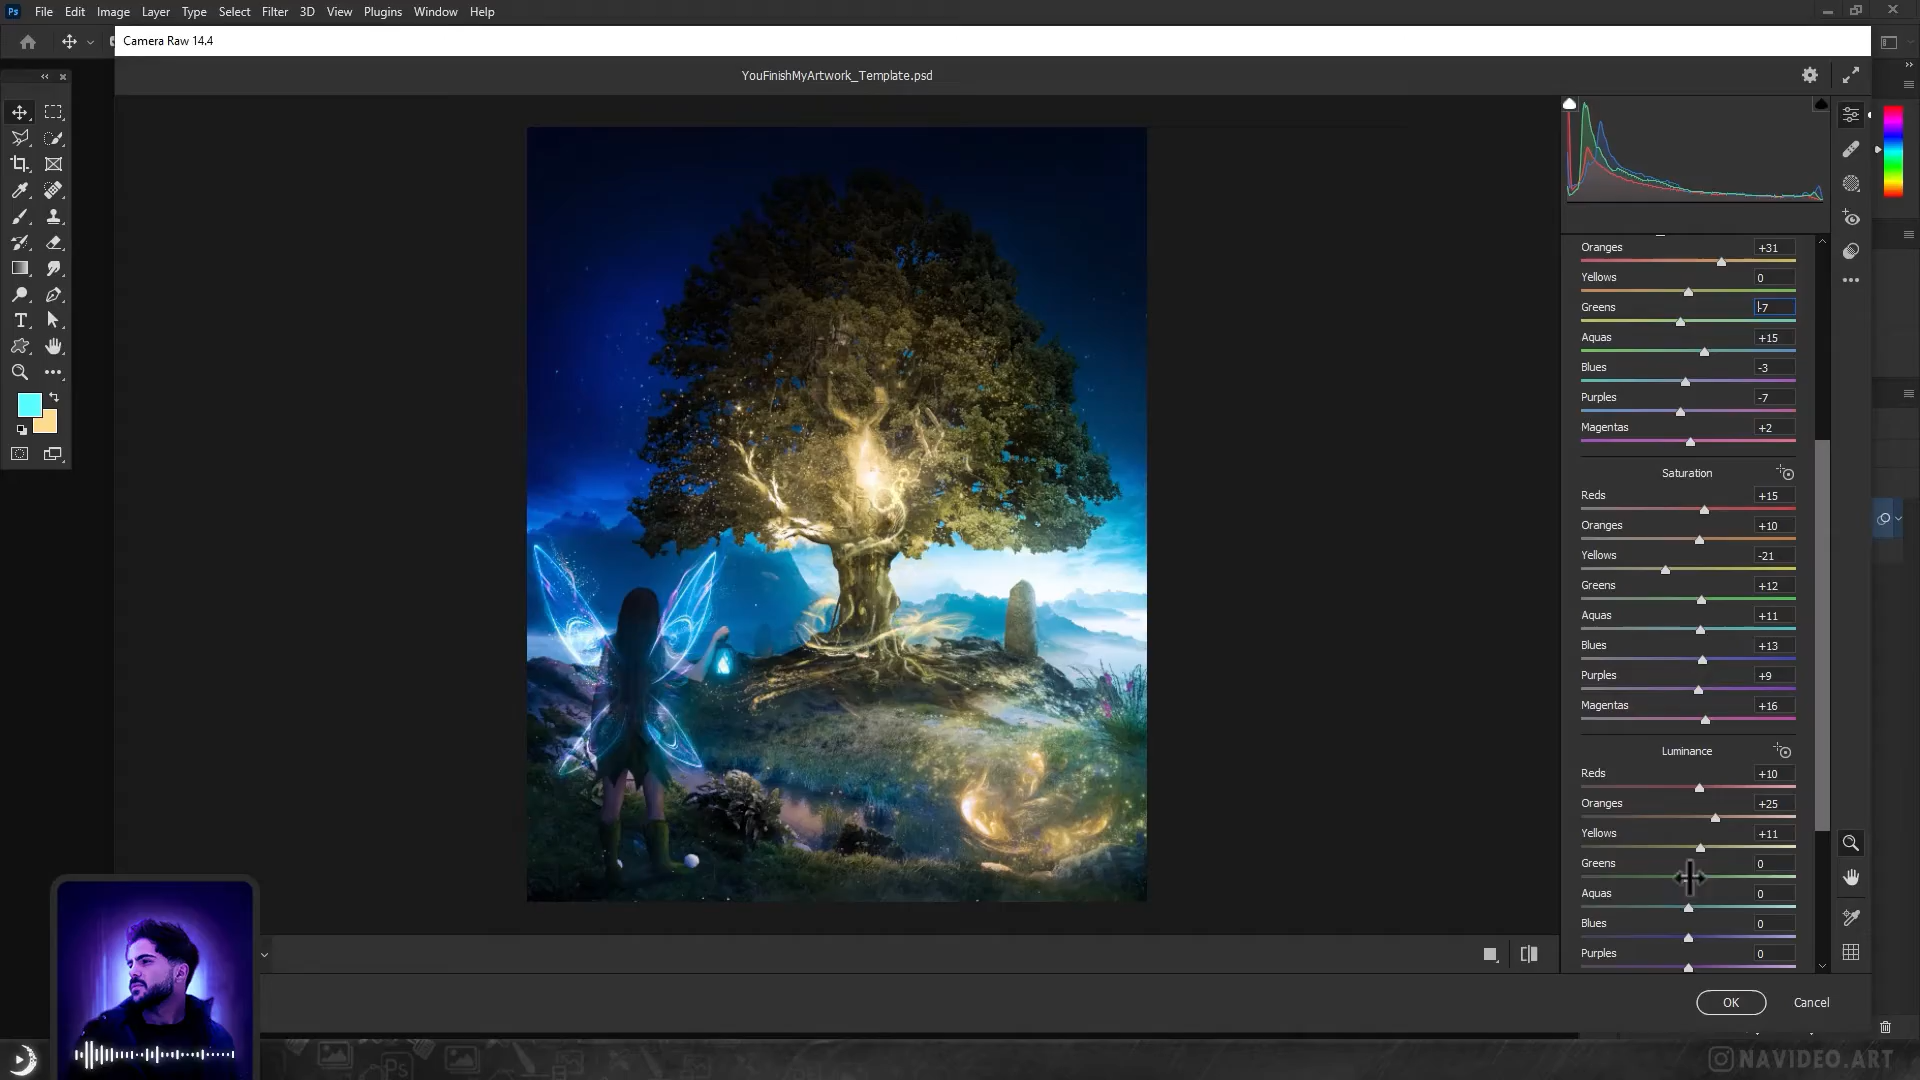 Ps File Edit Image Layer Type Select Filter 3D View Plugins Window Help
Camera Raw 14.4
YouFinishMyArtwork_Template.psd
Oranges +31
Yellows 0
Greens -7
Aquas +15
Blues -3
Purples -7
Magentas +2
Saturation
Reds +15
Oranges +10
Yellows -21
Greens +12
Aquas +11
Blues +13
Purples +9
Magentas +16
Luminance
Reds +10
Oranges +25
Yellows +11
Greens 0
Aquas 0
Blues 0
Purples 0
OK Cancel
NAVIDEO.ART